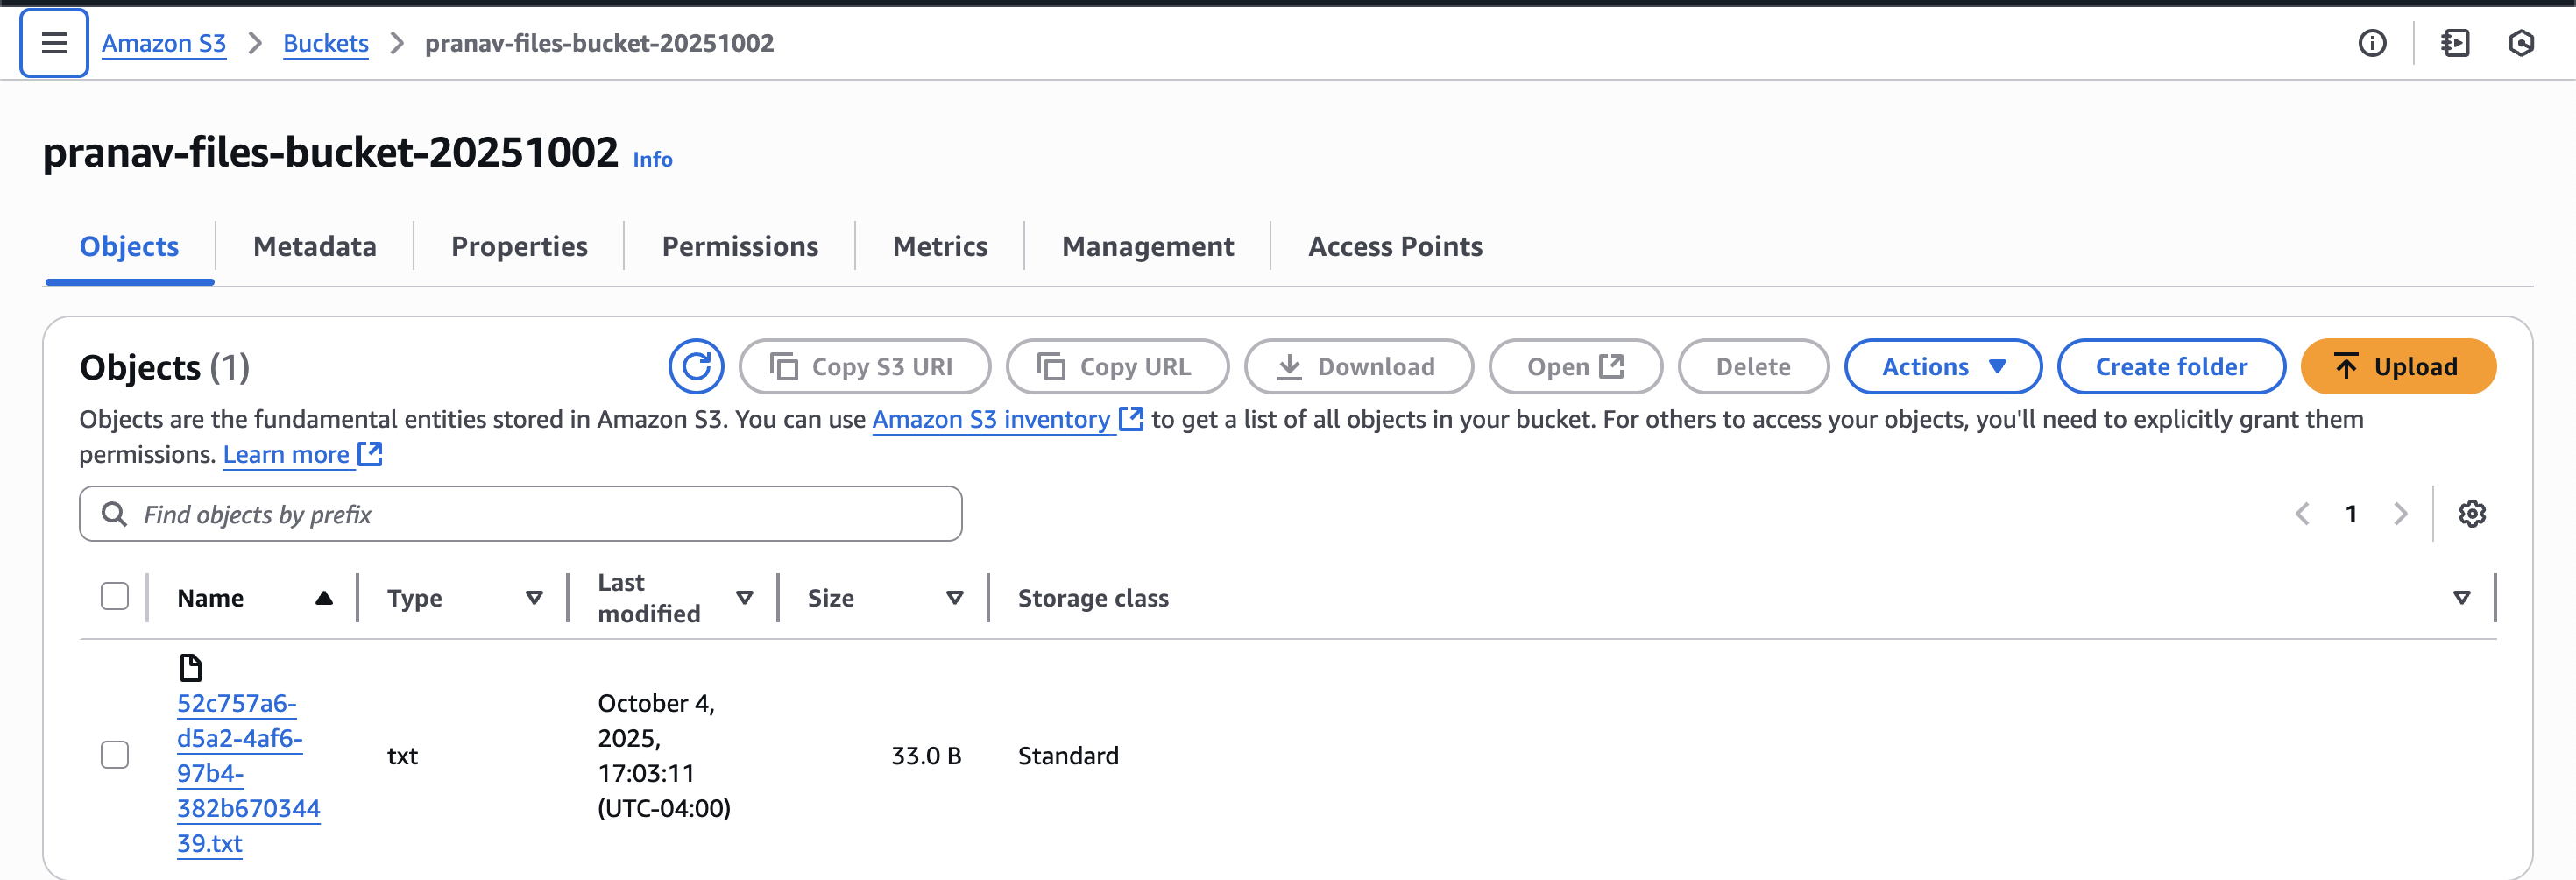 Amazon S3 > Buckets > pranav-files-bucket-20251002
pranav-files-bucket-20251002 Info
Objects Metadata Properties Permissions Metrics Management Access Points
Objects (1) Copy S3 URI Copy URL Download Open Delete Actions Create folder Upload
Objects are the fundamental entities stored in Amazon S3. You can use Amazon S3 inventory to get a list of all objects in your bucket. For others to access your objects, you'll need to explicitly grant them
permissions. Learn more
Find objects by prefix
1
Name Type Last modified Size Storage class
52c757a6-
d5a2-4af6-
97b4-
382b670344
39.txt
txt
October 4,
2025,
17:03:11
(UTC-04:00)
33.0 B
Standard